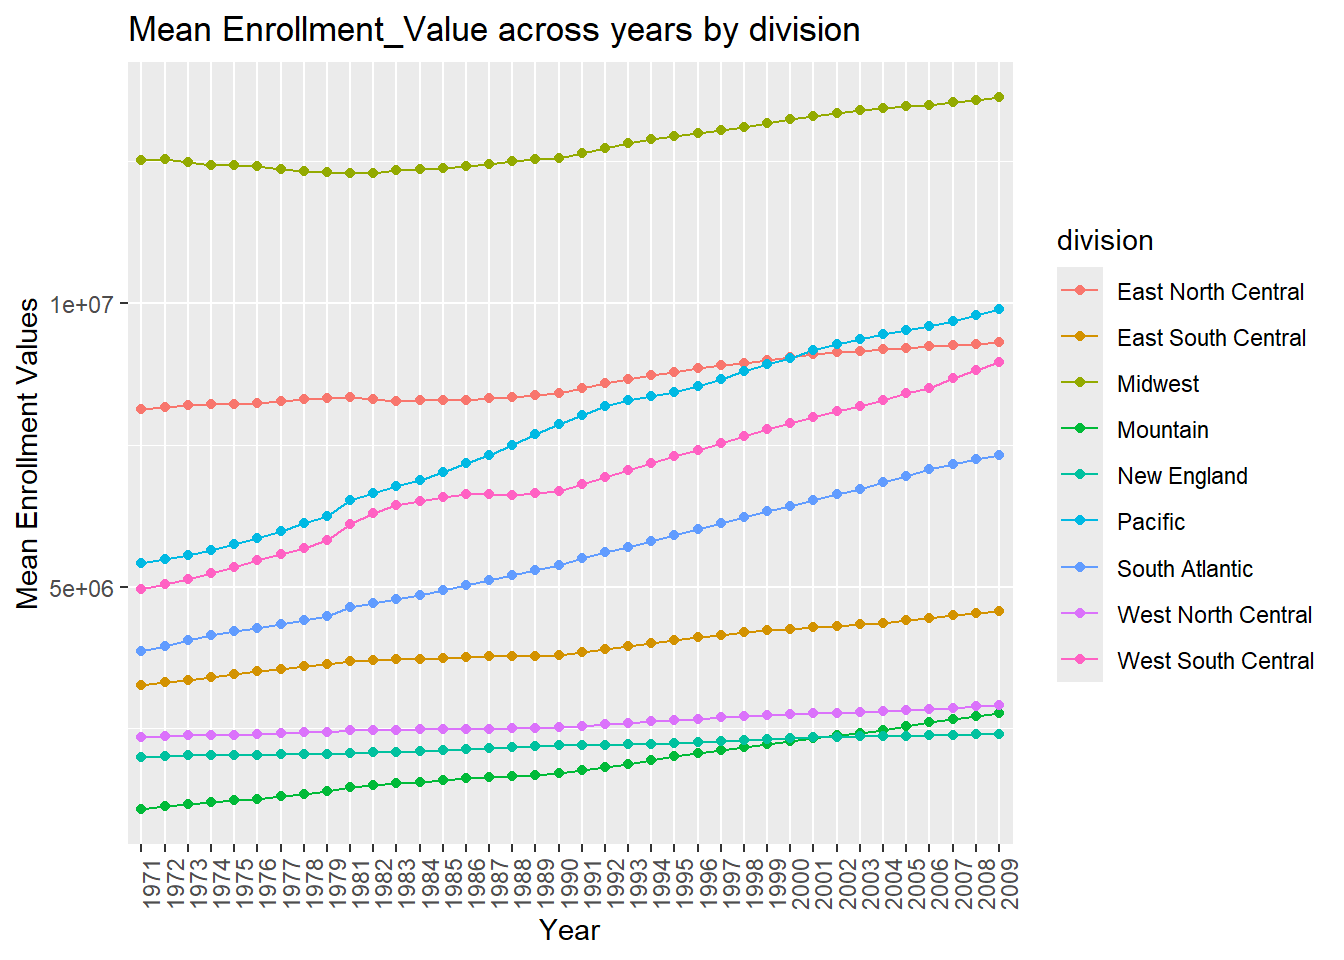 Mean Enrollment_Value across years by division
Mean Enrollment Values
1e+07
5e+06
1971
1972
1973
1974
1975
1976
1977
1978
1979
1981
1982
1983
1984
1985
1986
1987
1988
1989
1990
1991
1992
1993
1994
1995
1996
1997
1998
1999
2000
2001
2002
2003
2004
2005
2006
2007
2008
2009
Year
division
East North Central
East South Central
Midwest
Mountain
New England
Pacific
South Atlantic
West North Central
West South Central